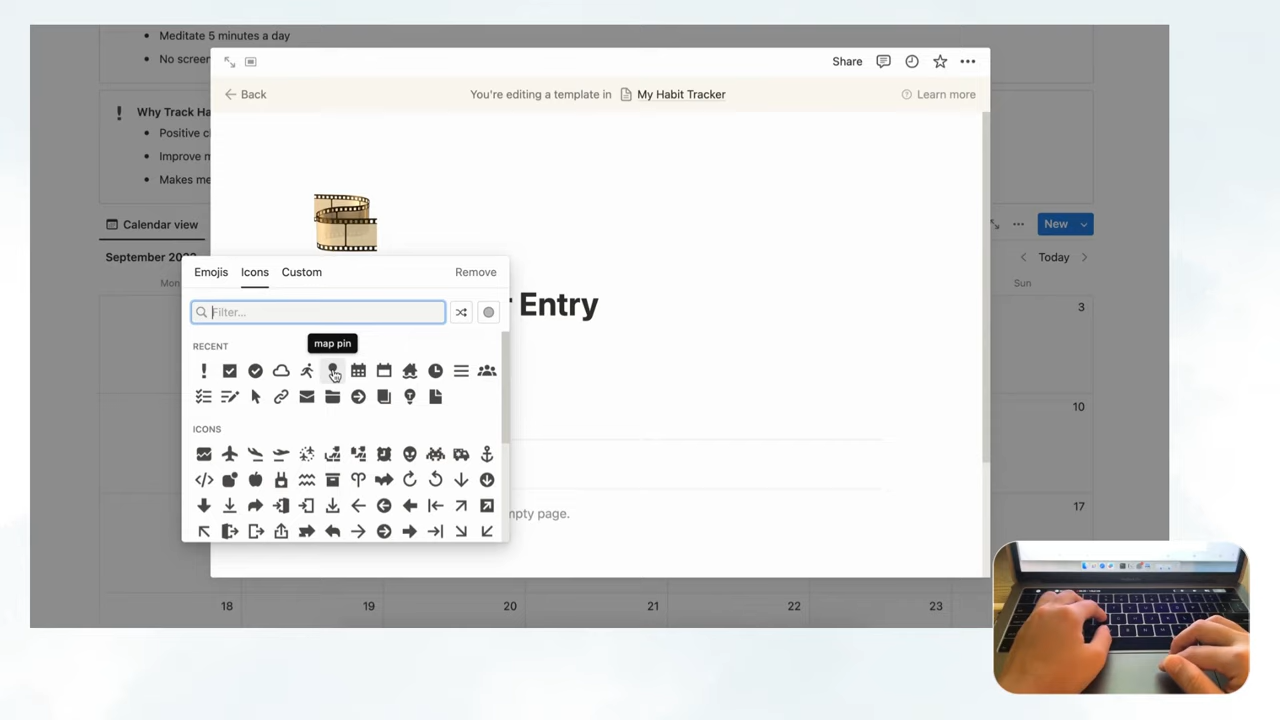 Meditate 5 minutes a day
No screen
Share
Back
You're editing a template in My Habit Tracker
Learn more
Why Track Ha
Positive c
Improve m
Makes me
Calendar view
New
September 20
Today
Mon
Sun
Emojis Icons Custom Remove
r Entry
Filter...
map pin
RECENT
ICONS
mpty page.
3
10
17
18 19 20 21 22 23